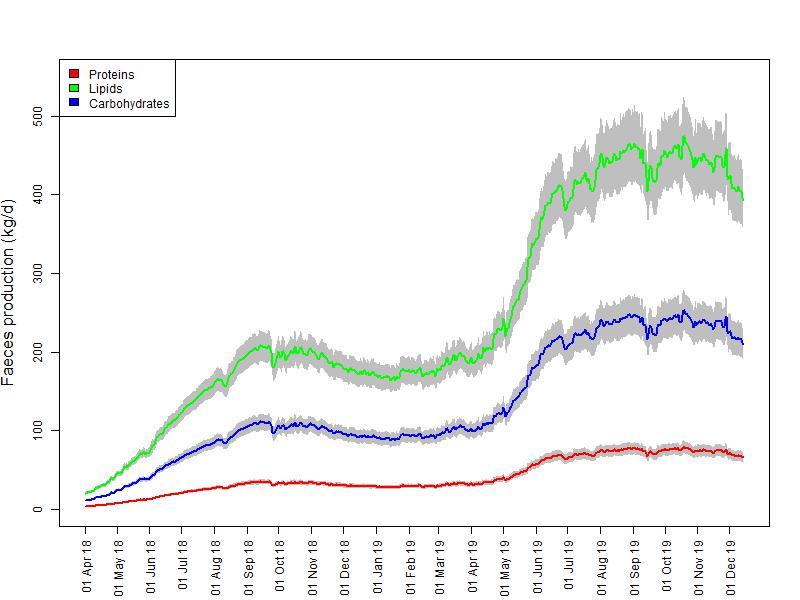 Proteins
Lipids
Carbohydrates
Faeces production (kg/d)
500
400
300
200
100
0
01 Apr 18
01 May 18
01 Jun 18
01 Jul 18
01 Aug 18
01 Sep 18
01 Oct 18
01 Nov 18
01 Dec 18
01 Jan 19
01 Feb 19
01 Mar 19
01 Apr 19
01 May 19
01 Jun 19
01 Jul 19
01 Aug 19
01 Sep 19
01 Oct 19
01 Nov 19
01 Dec 19